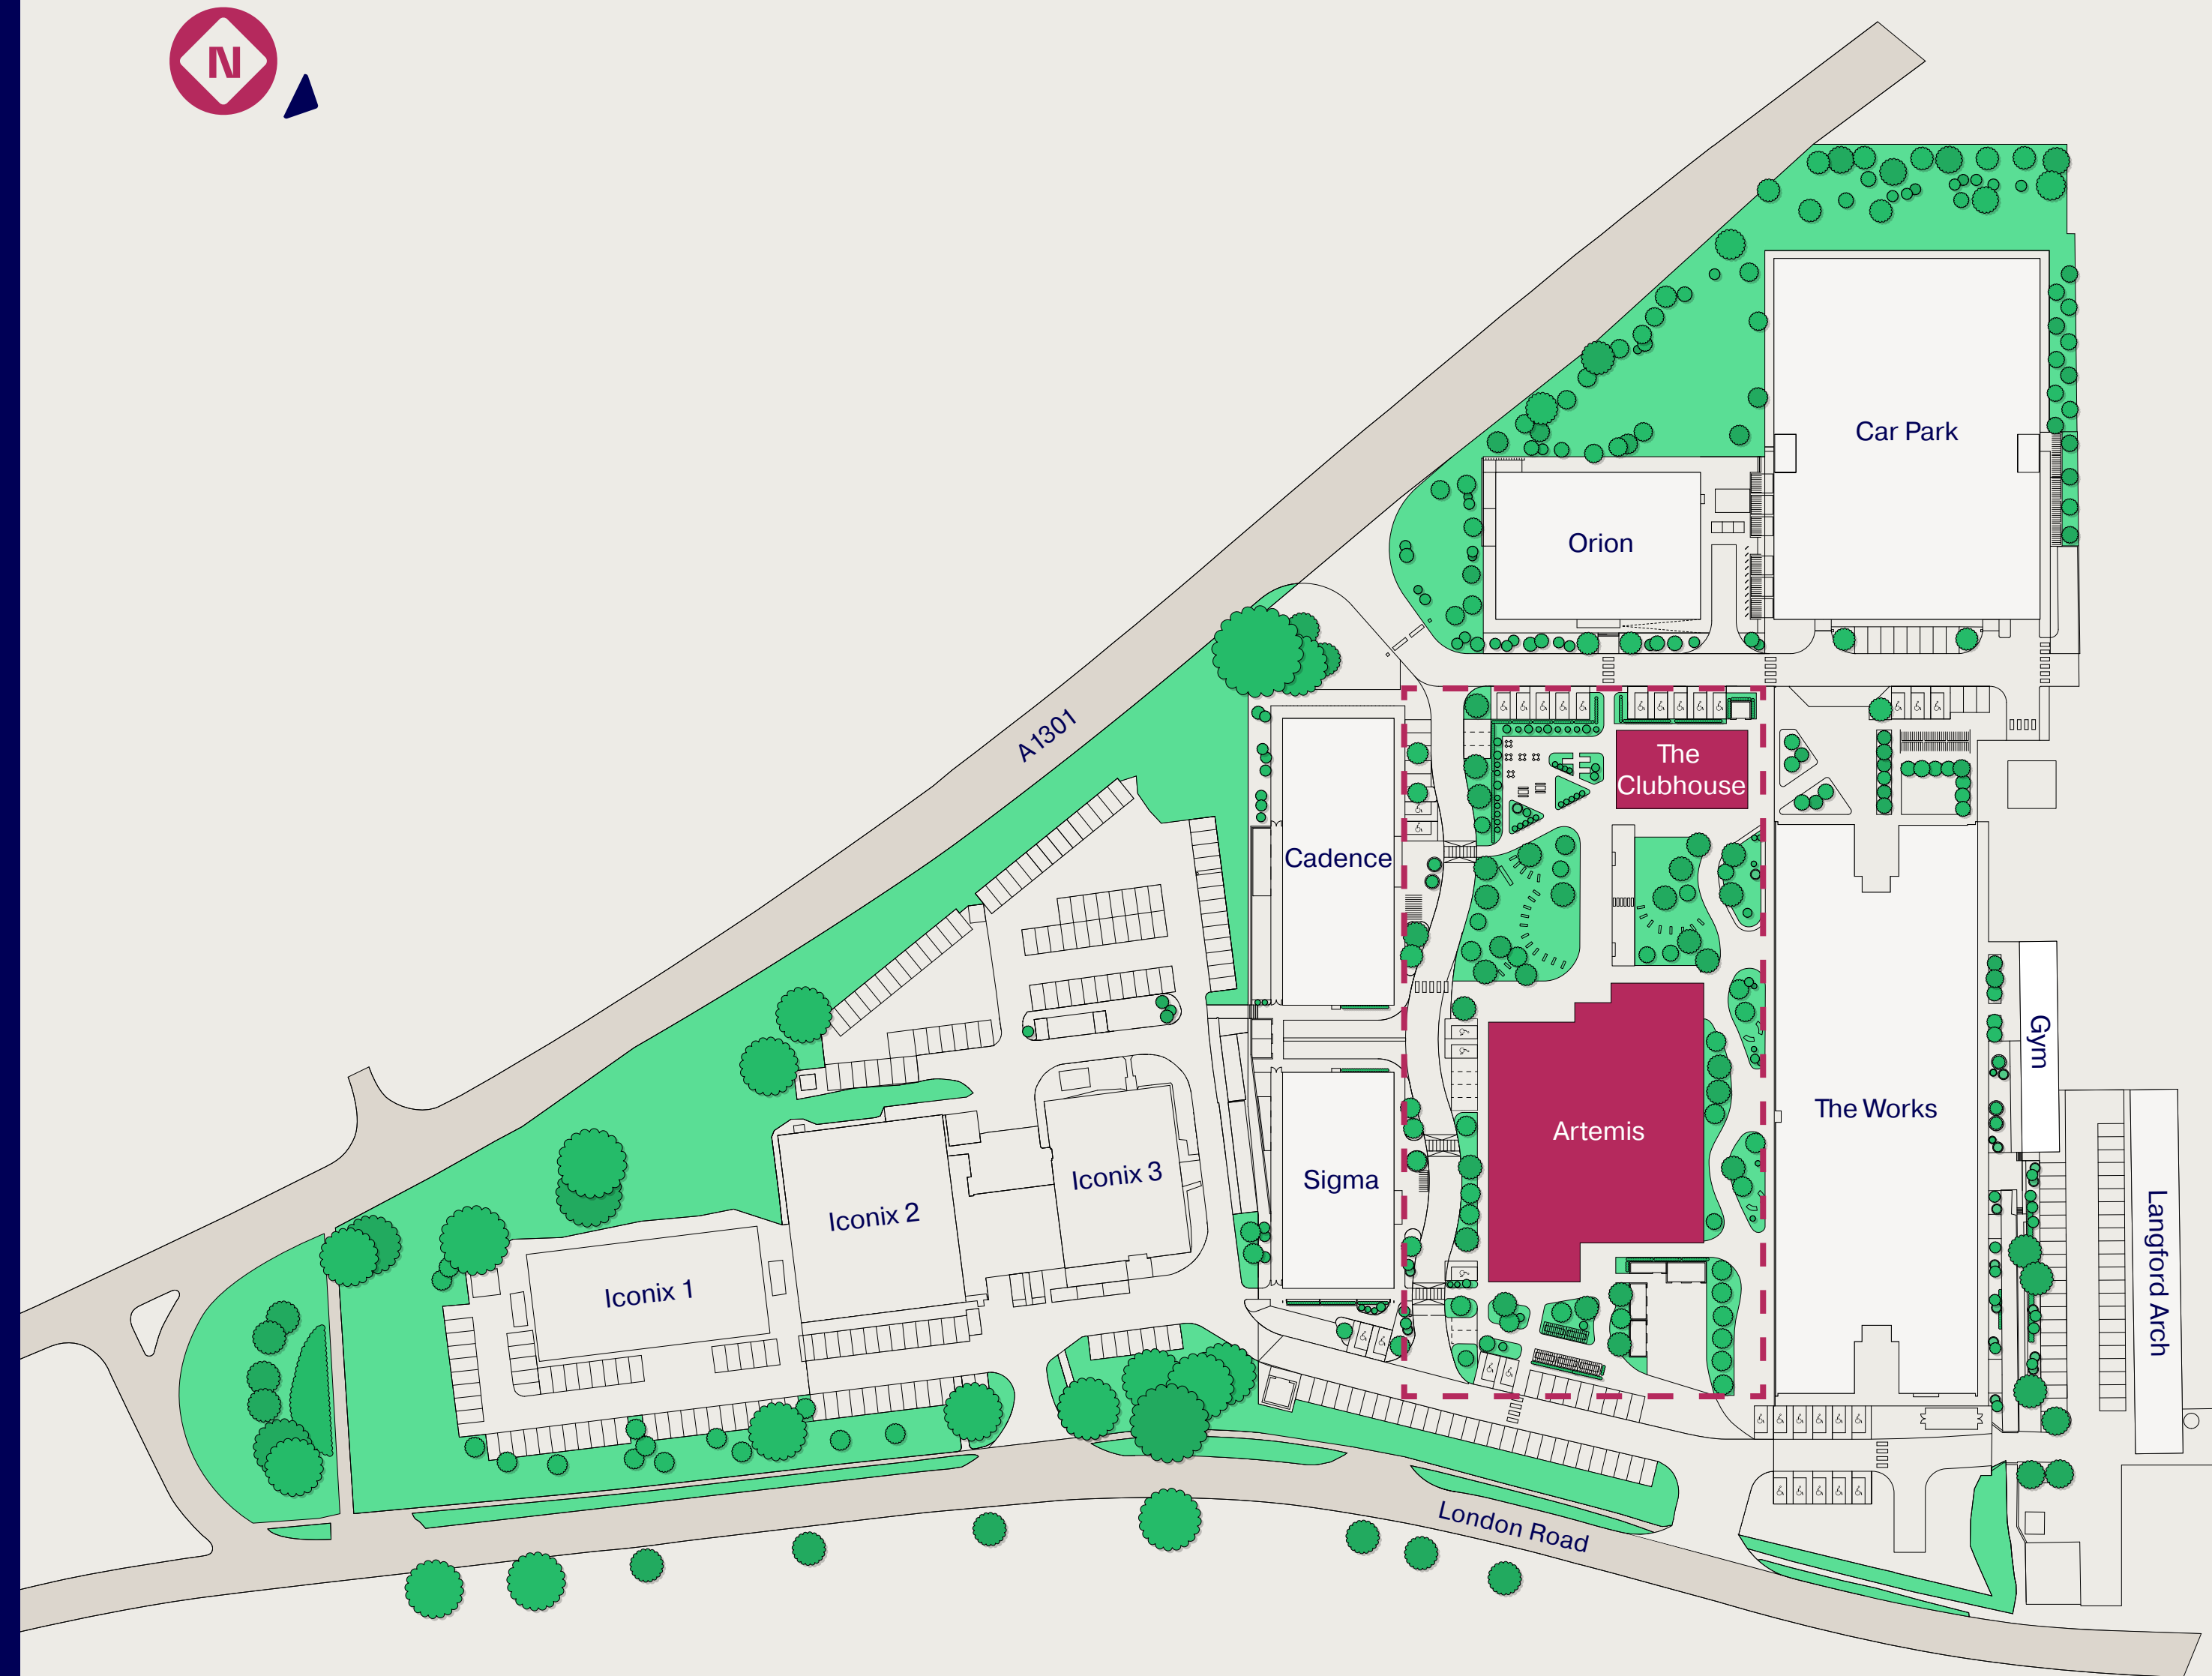 N
Car Park
Orion
A1301
The
Clubhouse
Cadence
Gym
The Works
Artemis
Sigma
Iconix 3
Iconix 2
Iconix 1
Langford Arch
London Road